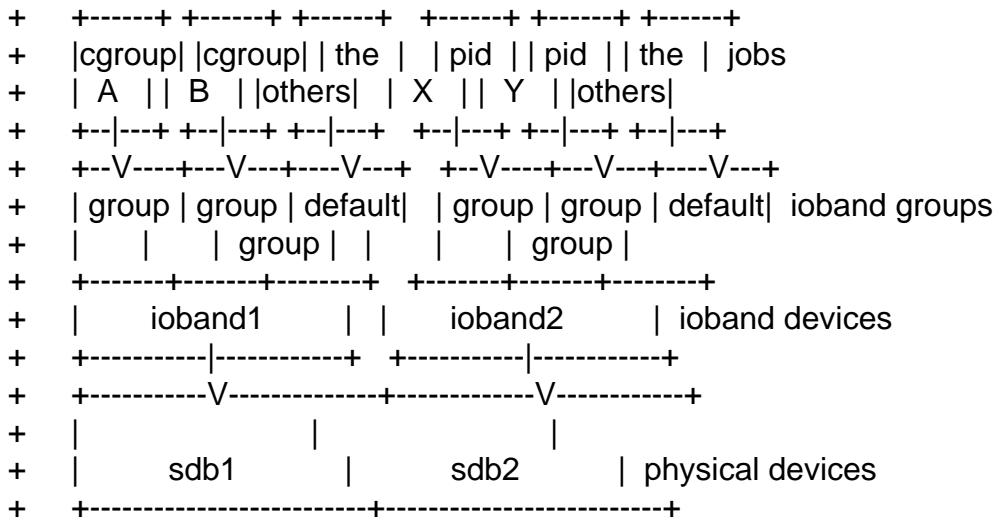 + +------+ +------+ +------+ +------+ +------+ +------+
+ |cgroup| |cgroup| | the | | pid | | pid | | the | jobs
+ | A | | B | |others| | X | | Y | |others|
+ +--|---+ +--|---+ +--|---+ +--|---+ +--|---+ +--|---+
+ +--V----+---V---+----V---+ +--V----+---V---+----V---+
+ | group | group | default| | group | group | default| ioband groups
+ | | | group | | | | group |
+ +-------+-------+--------+ +-------+-------+--------+
+ | ioband1 | | ioband2 | ioband devices
+ +-----------|------------+ +-----------|------------+
+ +-----------V--------------+-------------V------------+
+ | | |
+ | sdb1 | sdb2 | physical devices
+ +--------------------------+--------------------------+